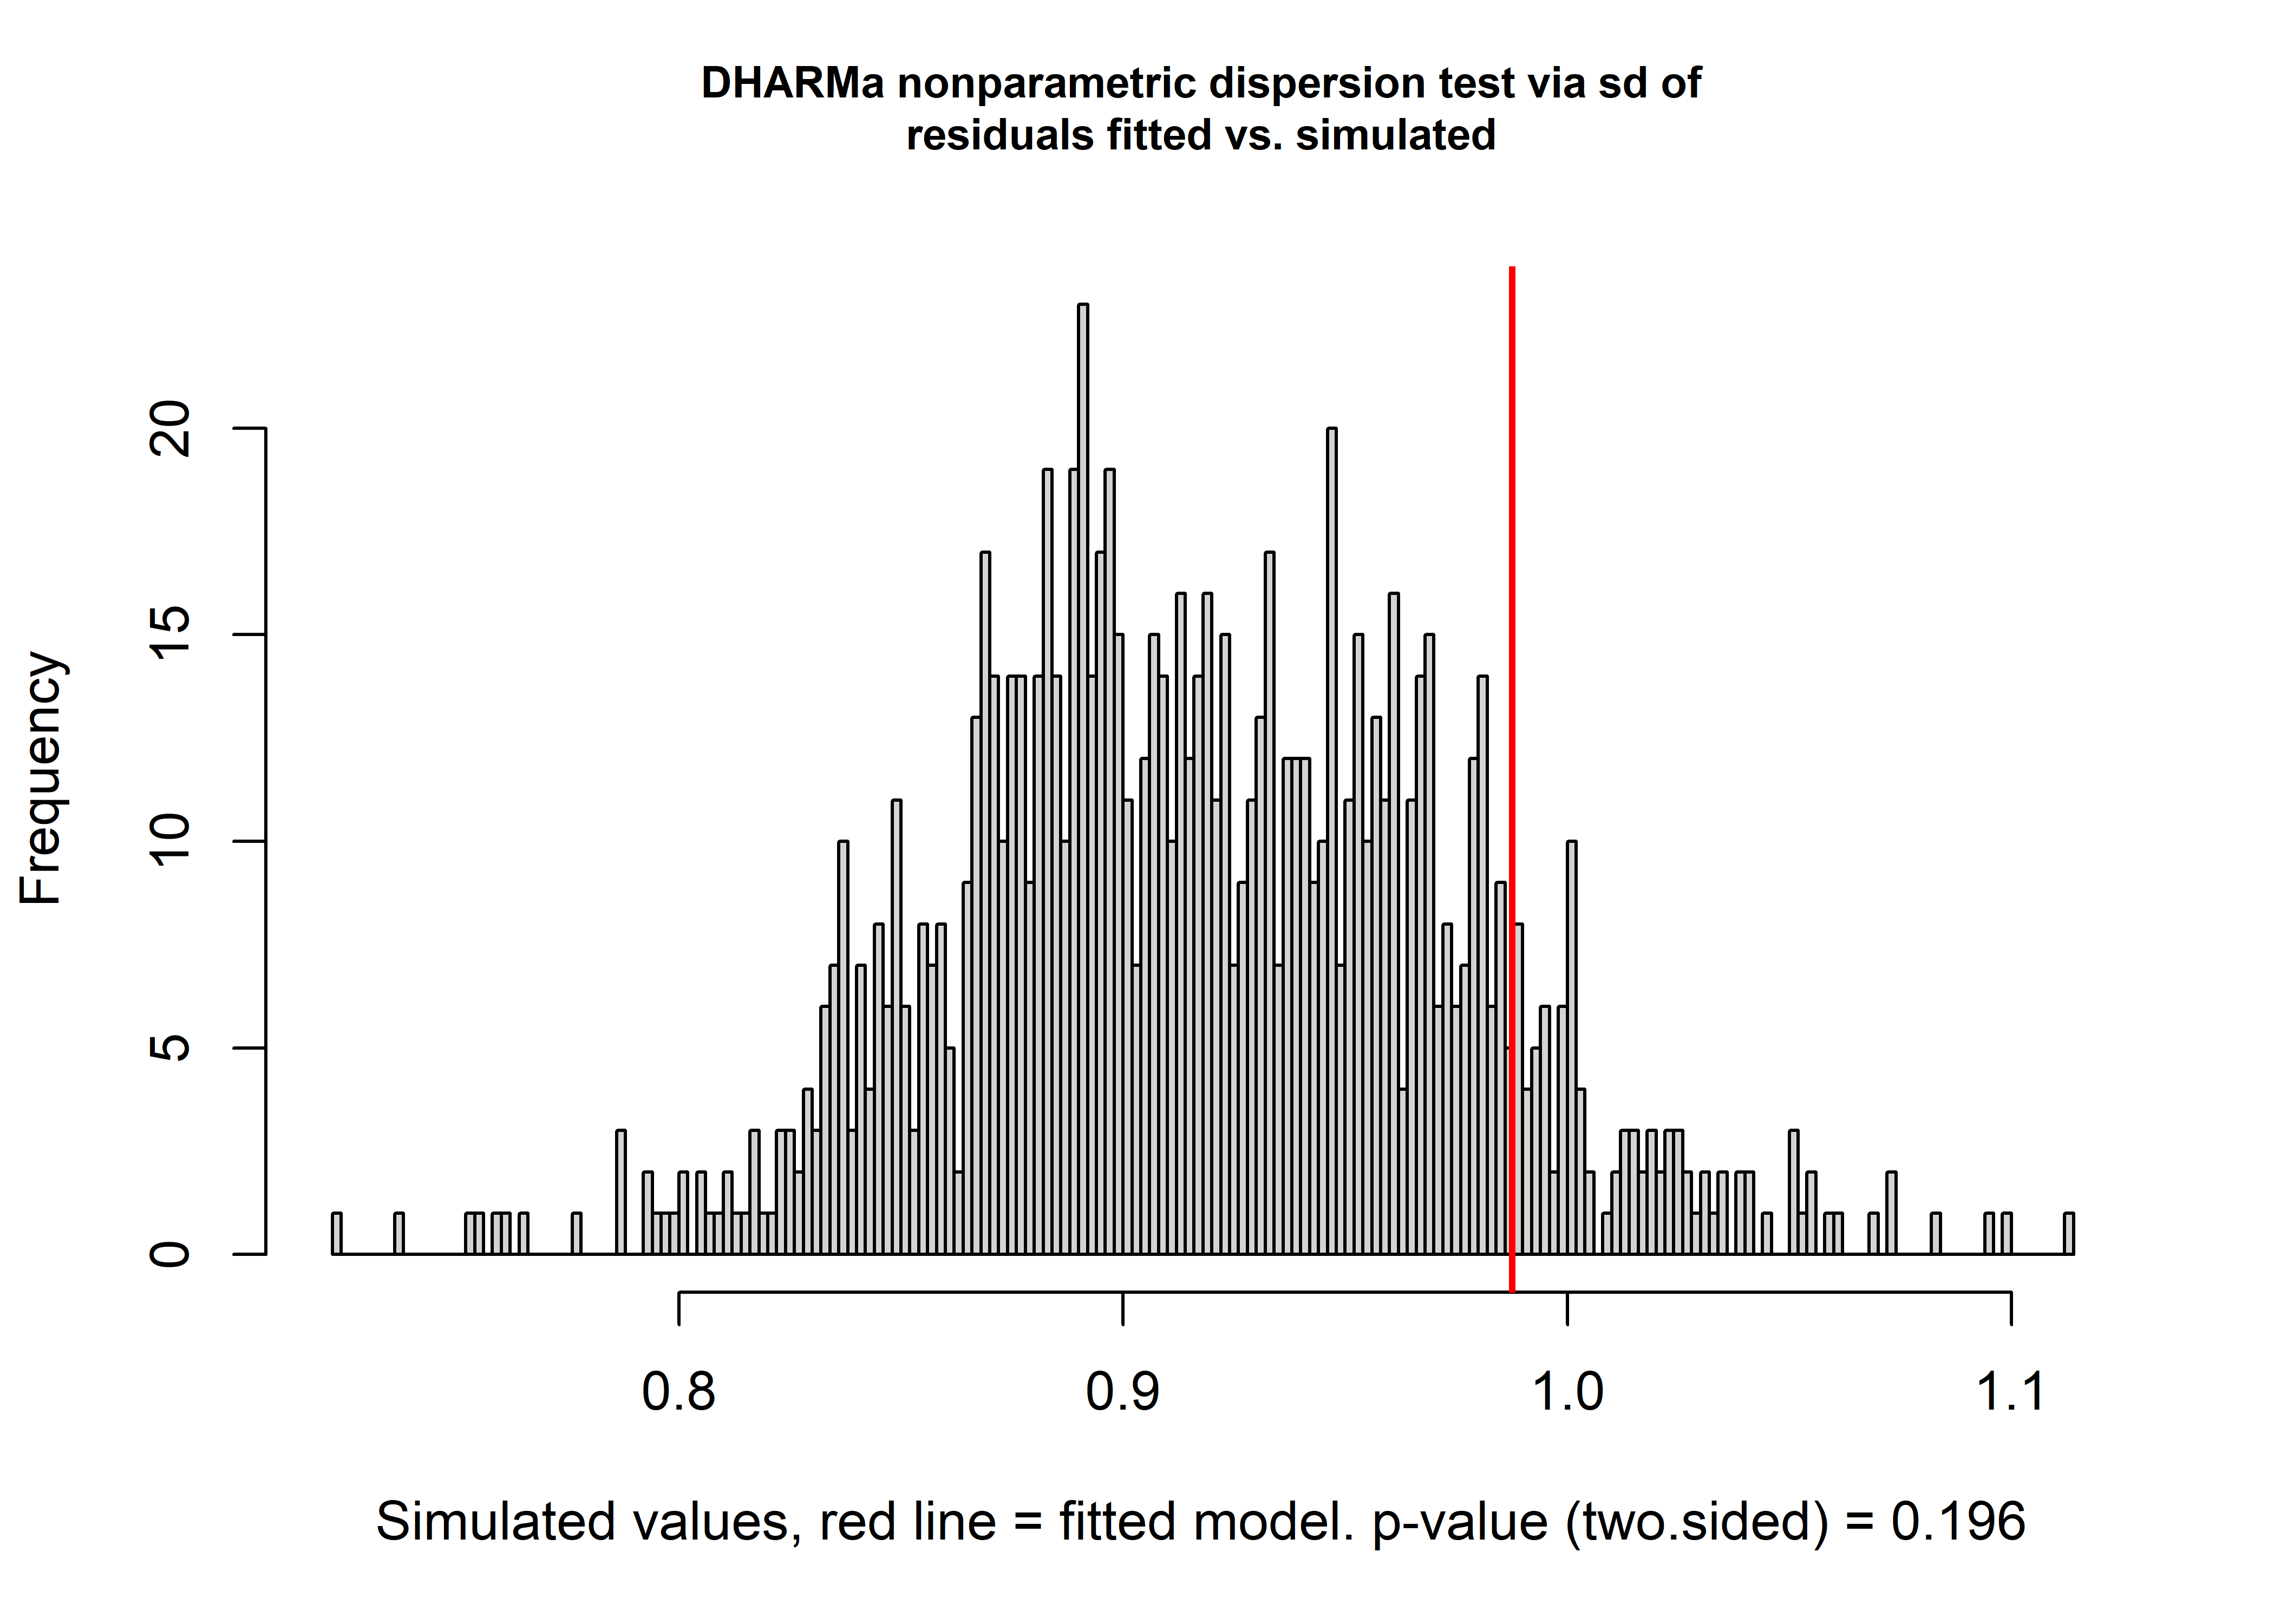 DHARMa nonparametric dispersion test via sd of
residuals fitted vs. simulated
Frequency
20
15
10
5
0
0.8 0.9 1.0 1.1
Simulated values, red line = fitted model. p-value (two.sided) = 0.196